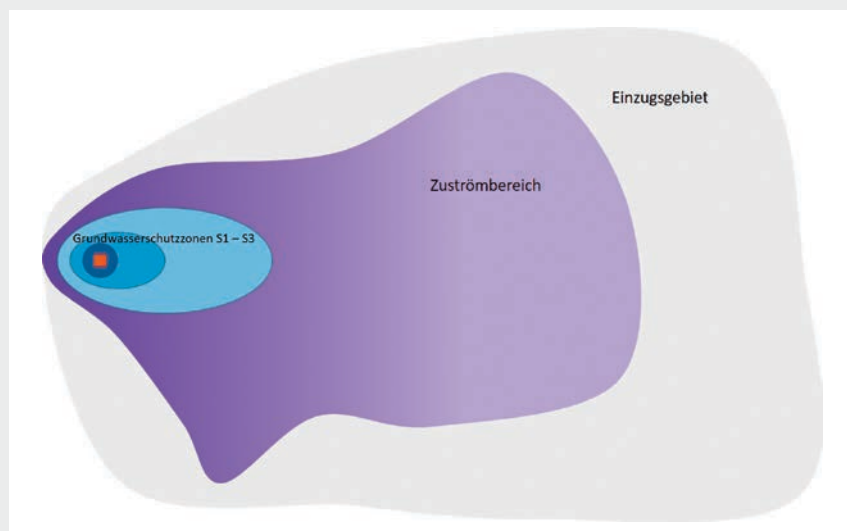 Einzugsgebiet
Zuströmbereich
Grundwasserschutzzonen S1 – S3